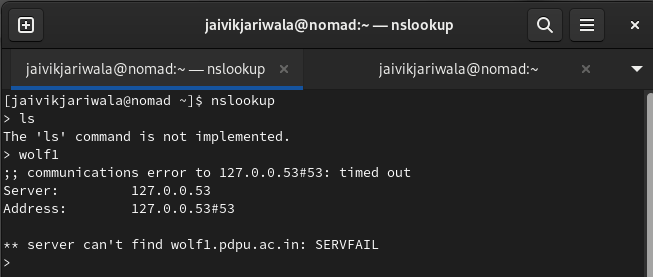 jaivikjariwala@nomad:~ — nslookup
jaivikjariwala@nomad:~ — nslookup
jaivikjariwala@nomad:~
[jaivikjariwala@nomad ~]$ nslookup
> ls
The 'ls' command is not implemented.
> wolf1
;; communications error to 127.0.0.53#53: timed out
Server:         127.0.0.53
Address:        127.0.0.53#53

** server can't find wolf1.pdpu.ac.in: SERVFAIL
>